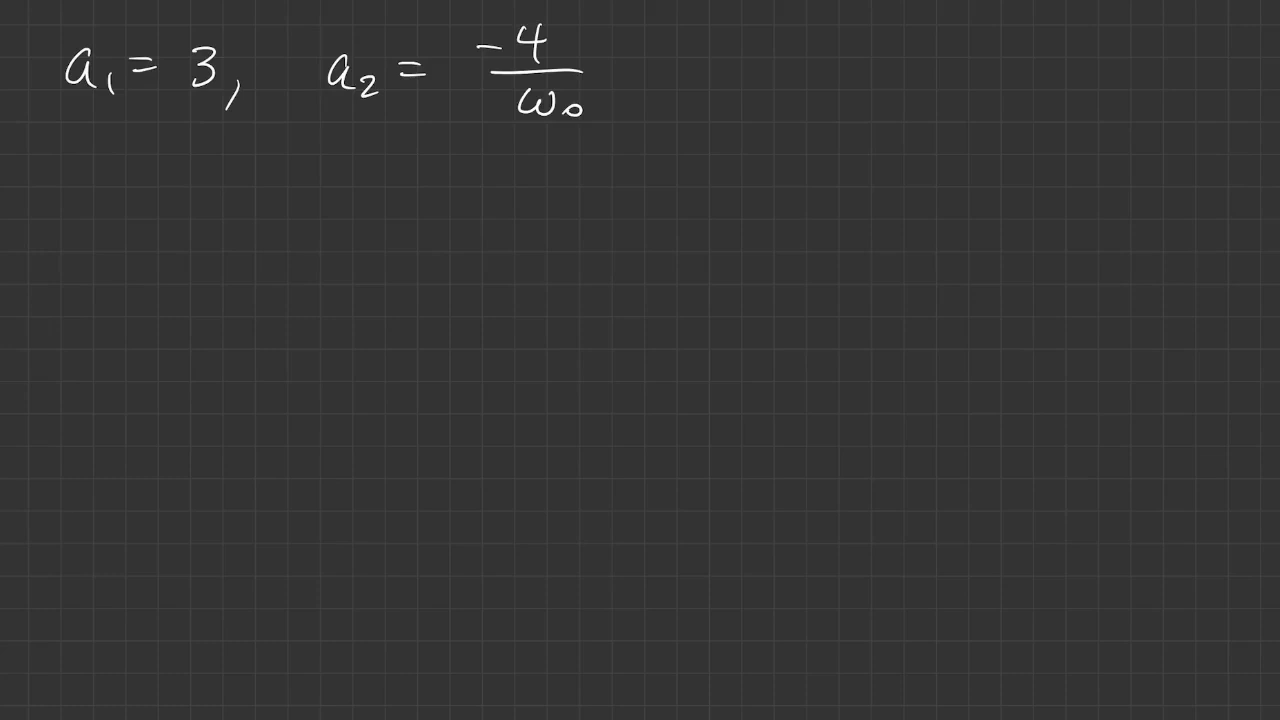 a₁ = 3, a₂ = -4/ω₀